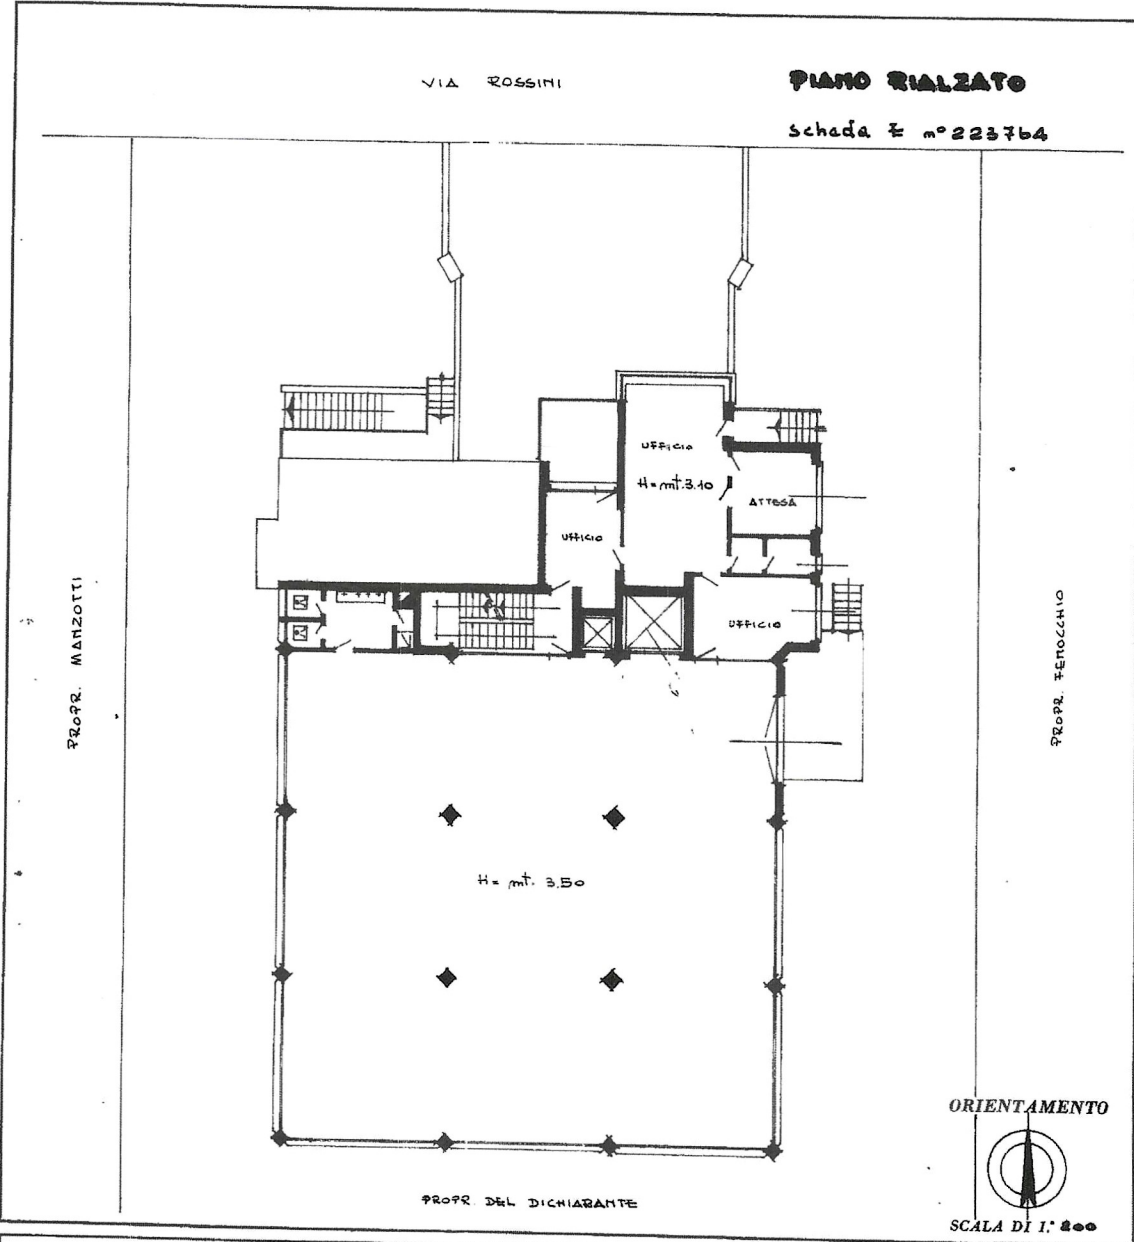 VIA ROSSINI
PIANO RIALZATO
scheda F n° 223764
UFFICIO
H= mt. 3.10
ATTESA
UFFICIO
UFFICIO
PROPR. MANZOTTI
PROPR. FENOCCHIO
H= mt. 3.50
PROPR. DEL DICHIARANTE
ORIENTAMENTO
SCALA DI 1: 200